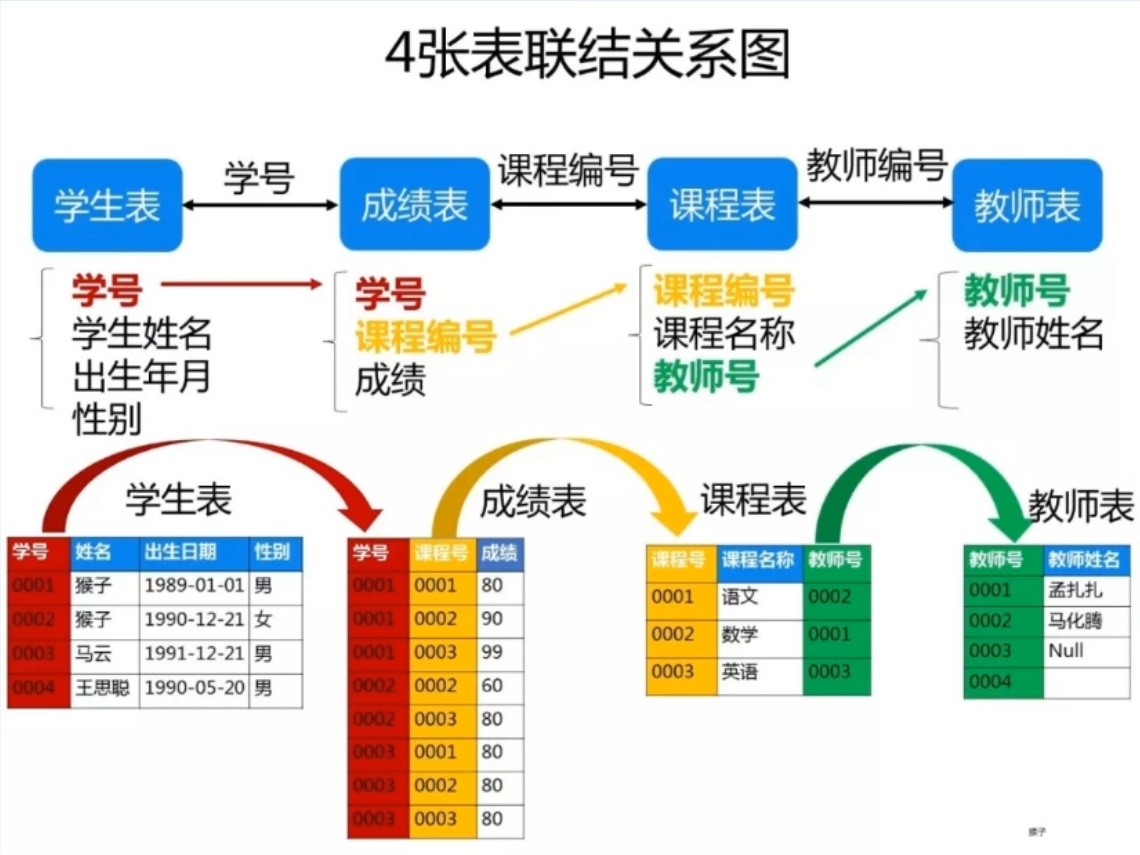 4张表联结关系图
学生表 学号 成绩表 课程编号 课程表 教师编号 教师表
学号
学生姓名
出生年月
性别
学号
课程编号
成绩
课程编号
课程名称
教师号
教师号
教师姓名
学生表
学号 姓名 出生日期 性别
0001 猴子 1989-01-01 男
0002 猴子 1990-12-21 女
0003 马云 1991-12-21 男
0004 王思聪 1990-05-20 男
成绩表
学号 课程号 成绩
0001 0001 80
0001 0002 90
0001 0003 99
0002 0002 60
0002 0003 80
0003 0001 80
0003 0002 80
0003 0003 80
课程表
课程号 课程名称 教师号
0001 语文 0002
0002 数学 0001
0003 英语 0003
教师表
教师号 教师姓名
0001 孟扎扎
0002 马化腾
0003 Null
0004
猴子